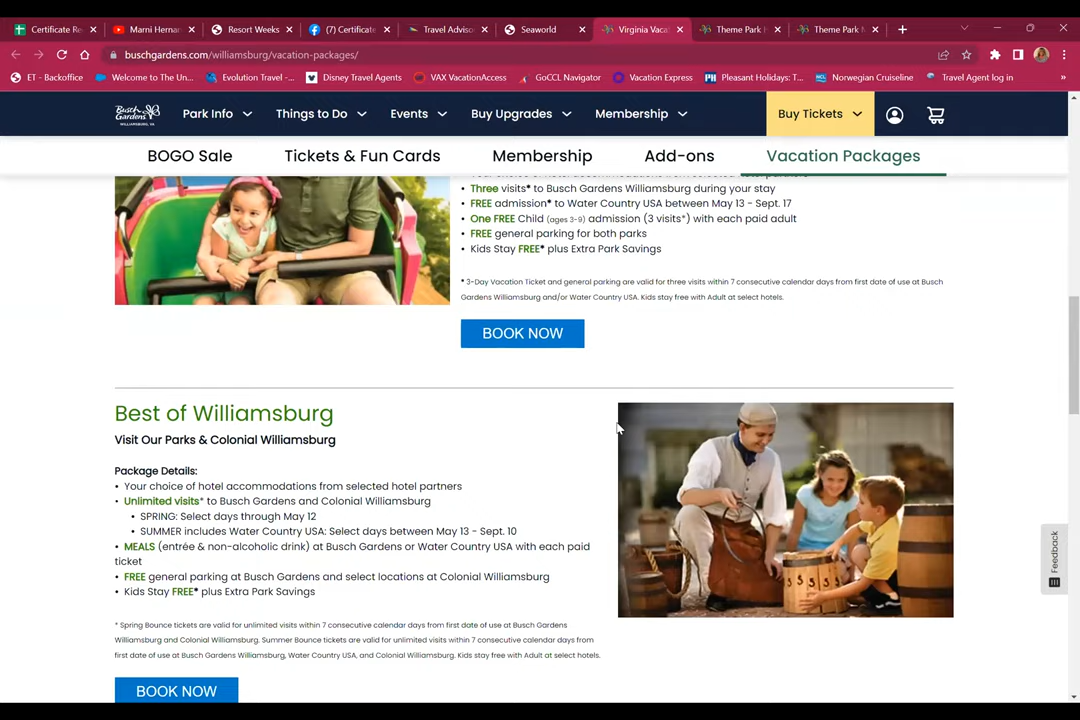 Certificate Re
Marni Hernan
Resort Weeks
(7) Certificate
Travel Advisor
Seaworld
Virginia Vaca
Theme Park H
Theme Park M
buschgardens.com/williamsburg/vacation-packages/
ET - Backoffice
Welcome to The Un...
Evolution Travel -...
Disney Travel Agents
VAX VacationAccess
GoCCL Navigator
Vacation Express
Pleasant Holidays: T...
Norwegian Cruiseline
Travel Agent log in
»
Busch Gardens WILLIAMSBURG, VA
Park Info
Things to Do
Events
Buy Upgrades
Membership
Buy Tickets
BOGO Sale
Tickets & Fun Cards
Membership
Add-ons
Vacation Packages
• Your choice of hotel accommodations from selected hotel partners
• Three visits* to Busch Gardens Williamsburg during your stay
• FREE admission* to Water Country USA between May 13 - Sept. 17
• One FREE Child (ages 3-9) admission (3 visits*) with each paid adult
• FREE general parking for both parks
• Kids Stay FREE* plus Extra Park Savings
* 3-Day Vacation Ticket and general parking are valid for three visits within 7 consecutive calendar days from first date of use at Busch
Gardens Williamsburg and/or Water Country USA. Kids stay free with Adult at select hotels.
BOOK NOW
Best of Williamsburg
Visit Our Parks & Colonial Williamsburg
Package Details:
• Your choice of hotel accommodations from selected hotel partners
• Unlimited visits* to Busch Gardens and Colonial Williamsburg
• SPRING: Select days through May 12
• SUMMER includes Water Country USA: Select days between May 13 - Sept. 10
• MEALS (entrée & non-alcoholic drink) at Busch Gardens or Water Country USA with each paid
ticket
• FREE general parking at Busch Gardens and select locations at Colonial Williamsburg
• Kids Stay FREE* plus Extra Park Savings
* Spring Bounce tickets are valid for unlimited visits within 7 consecutive calendar days from first date of use at Busch Gardens
Williamsburg and Colonial Williamsburg. Summer Bounce tickets are valid for unlimited visits within 7 consecutive calendar days from
first date of use at Busch Gardens Williamsburg, Water Country USA, and Colonial Williamsburg. Kids stay free with Adult at select hotels.
BOOK NOW
Feedback